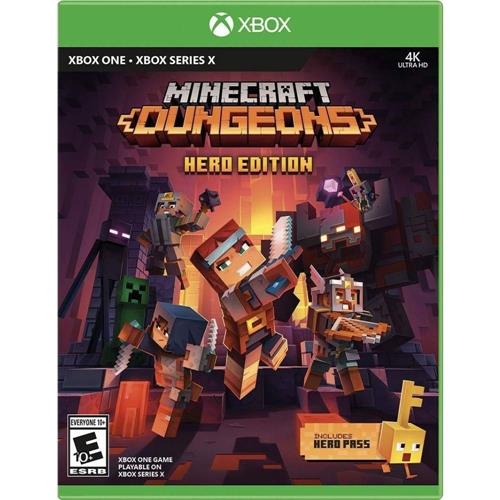 XBOX
XBOX ONE • XBOX SERIES X
4K
ULTRA HD
MINECRAFT
DUNGEONS
HERO EDITION
EVERYONE 10+
E
10+
ESRB
XBOX ONE GAME
PLAYABLE ON
XBOX SERIES X
INCLUDES
HERO PASS